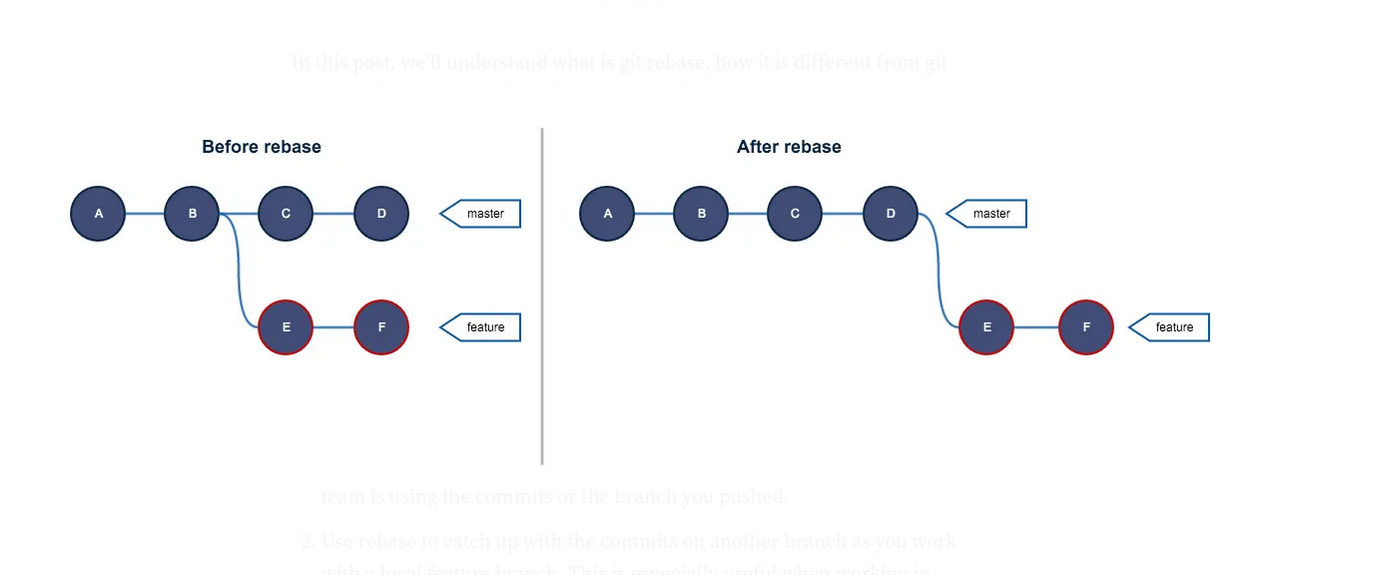 In this post, we'll understand what is git rebase, how it is different from git
Before rebase
After rebase
A B C D master
A B C D master
E F feature
E F feature
team is using the commits or the branch you pushed.
2. Use rebase to catch up with the commits on another branch as you work
with a local feature branch. This is especially useful when working in